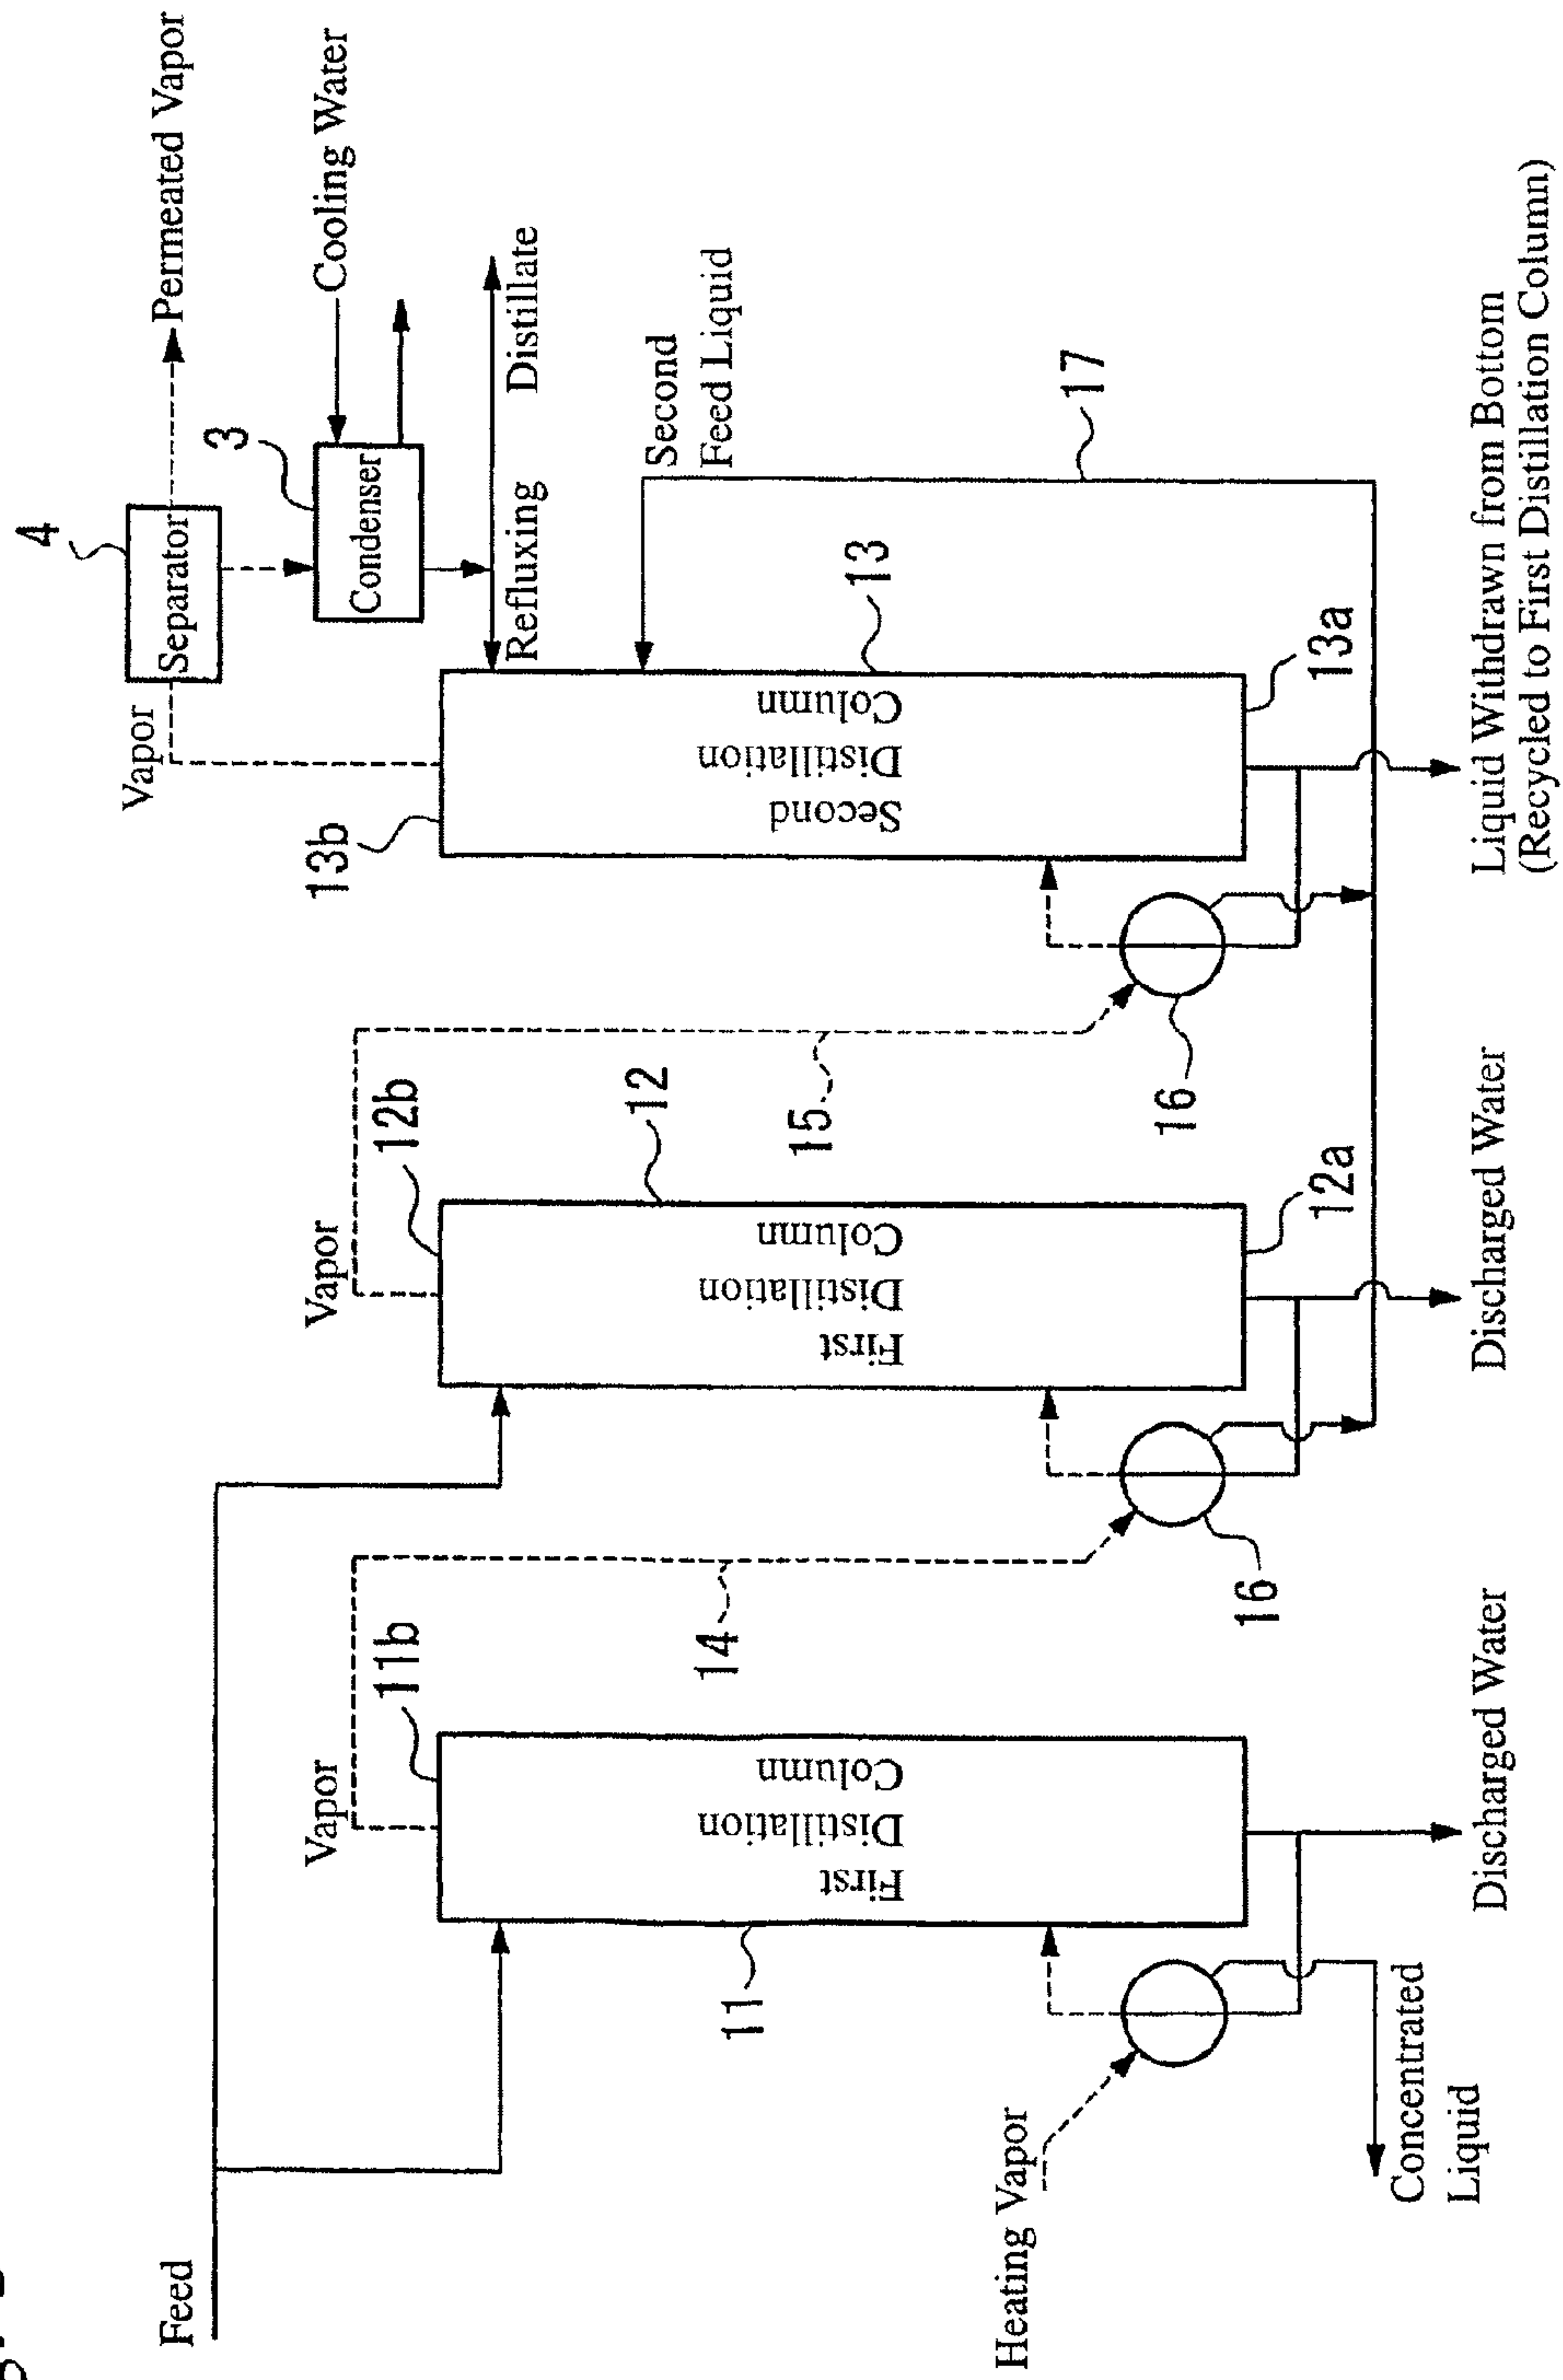 Feed
Heating Vapor
Concentrated
Liquid
11
First
Distillation
Column
Vapor
11b
Discharged Water
14
16
First
Distillation
Column
12
Vapor
12b
12a
Discharged Water
15
16
Second
Distillation
Column
13
13b
13a
Vapor
Separator
4
Permeated Vapor
Condenser
3
Cooling Water
Refluxing
Distillate
Second
Feed Liquid
17
Liquid Withdrawn from Bottom
(Recycled to First Distillation Column)